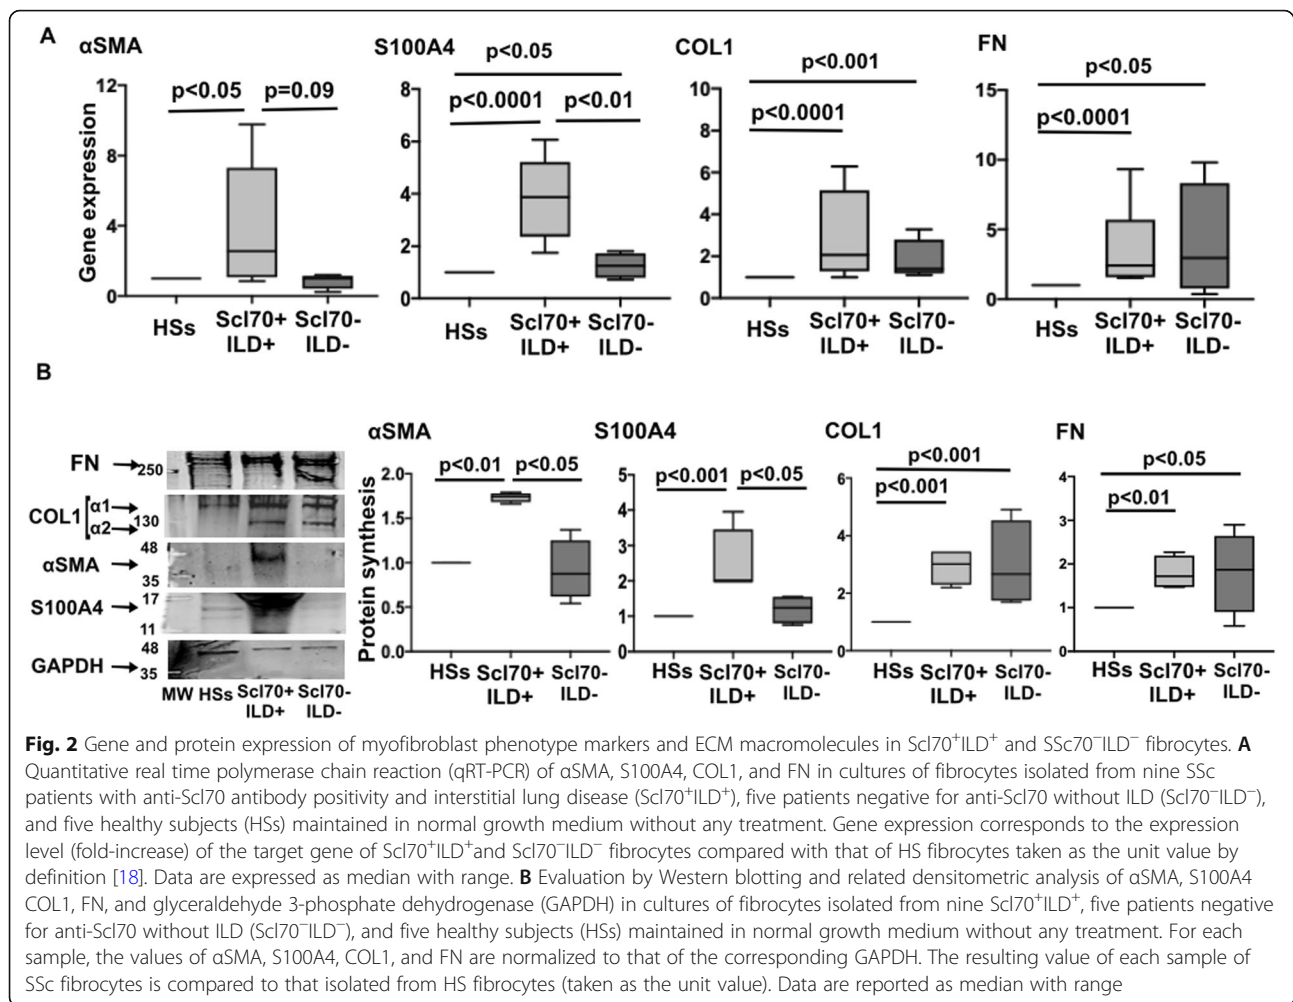 A
αSMA
S100A4
COL1
FN
p<0.05
p=0.09
p<0.05
p<0.0001
p<0.01
p<0.001
p<0.0001
p<0.05
p<0.0001
Gene expression
12
8
4
0
8
6
4
2
0
10
8
6
4
2
0
15
10
5
0
HSs
Scl70+
ILD+
Scl70-
ILD-
HSs
Scl70+
ILD+
Scl70-
ILD-
HSs
Scl70+
ILD+
Scl70-
ILD-
HSs
Scl70+
ILD+
Scl70-
ILD-
B
FN
250
COL1
α1
α2
130
αSMA
48
35
S100A4
17
11
GAPDH
48
35
MW
HSs
Scl70+
ILD+
Scl70-
ILD-
αSMA
S100A4
COL1
FN
p<0.01
p<0.05
p<0.001
p<0.05
p<0.001
p<0.001
p<0.05
p<0.01
Protein synthesis
2.0
1.5
1.0
0.5
0.0
5
4
3
2
1
0
6
4
2
0
4
3
2
1
0
HSs
Scl70+
ILD+
Scl70-
ILD-
HSs
Scl70+
ILD+
Scl70-
ILD-
HSs
Scl70+
ILD+
Scl70-
ILD-
HSs
Scl70+
ILD+
Scl70-
ILD-
Fig. 2 Gene and protein expression of myofibroblast phenotype markers and ECM macromolecules in Scl70⁺ILD⁺ and SSc70⁻ILD⁻ fibrocytes. A
Quantitative real time polymerase chain reaction (qRT-PCR) of αSMA, S100A4, COL1, and FN in cultures of fibrocytes isolated from nine SSc
patients with anti-Scl70 antibody positivity and interstitial lung disease (Scl70⁺ILD⁺), five patients negative for anti-Scl70 without ILD (Scl70⁻ILD⁻),
and five healthy subjects (HSs) maintained in normal growth medium without any treatment. Gene expression corresponds to the expression
level (fold-increase) of the target gene of Scl70⁺ILD⁺and Scl70⁻ILD⁻ fibrocytes compared with that of HS fibrocytes taken as the unit value by
definition [18]. Data are expressed as median with range. B Evaluation by Western blotting and related densitometric analysis of αSMA, S100A4
COL1, FN, and glyceraldehyde 3-phosphate dehydrogenase (GAPDH) in cultures of fibrocytes isolated from nine Scl70⁺ILD⁺, five patients negative
for anti-Scl70 without ILD (Scl70⁻ILD⁻), and five healthy subjects (HSs) maintained in normal growth medium without any treatment. For each
sample, the values of αSMA, S100A4, COL1, and FN are normalized to that of the corresponding GAPDH. The resulting value of each sample of
SSc fibrocytes is compared to that isolated from HS fibrocytes (taken as the unit value). Data are reported as median with range